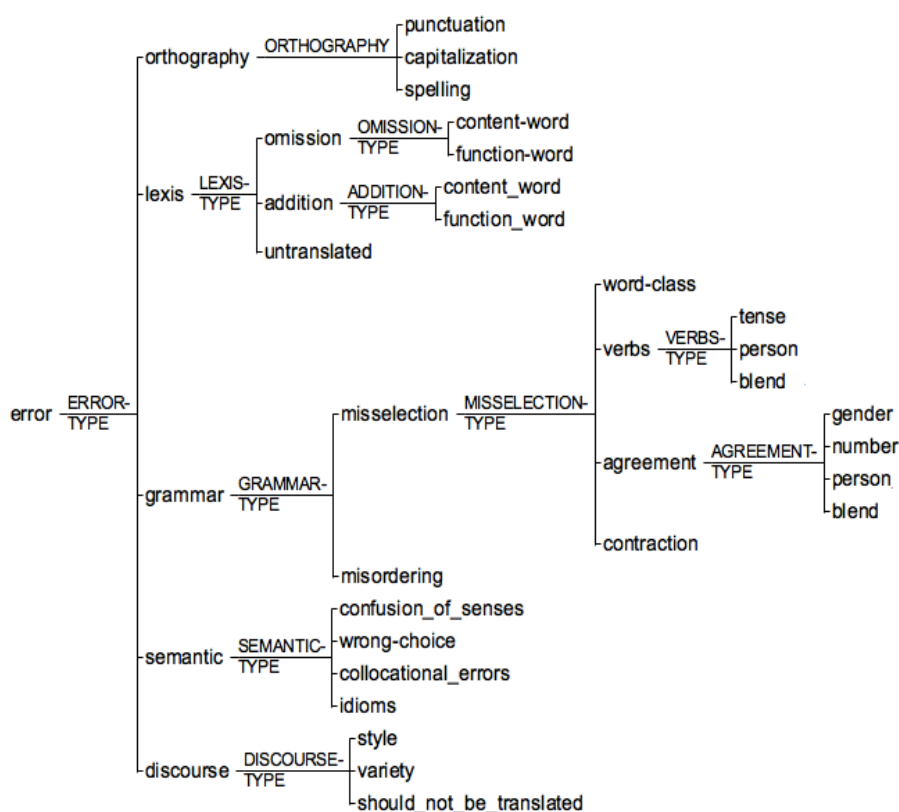 punctuation
orthography ORTHOGRAPHY capitalization
spelling
content-word
omission OMISSION-TYPE
function-word
lexis LEXIS-TYPE
content_word
addition ADDITION-TYPE
function_word
untranslated
word-class
tense
verbs VERBS-TYPE person
blend
error ERROR-TYPE
misselection MISSELECTION-TYPE
gender
number
agreement AGREEMENT-TYPE
person
blend
grammar GRAMMAR-TYPE
contraction
misordering
confusion_of_senses
wrong-choice
semantic SEMANTIC-TYPE
collocational_errors
idioms
style
discourse DISCOURSE-TYPE variety
should_not_be_translated